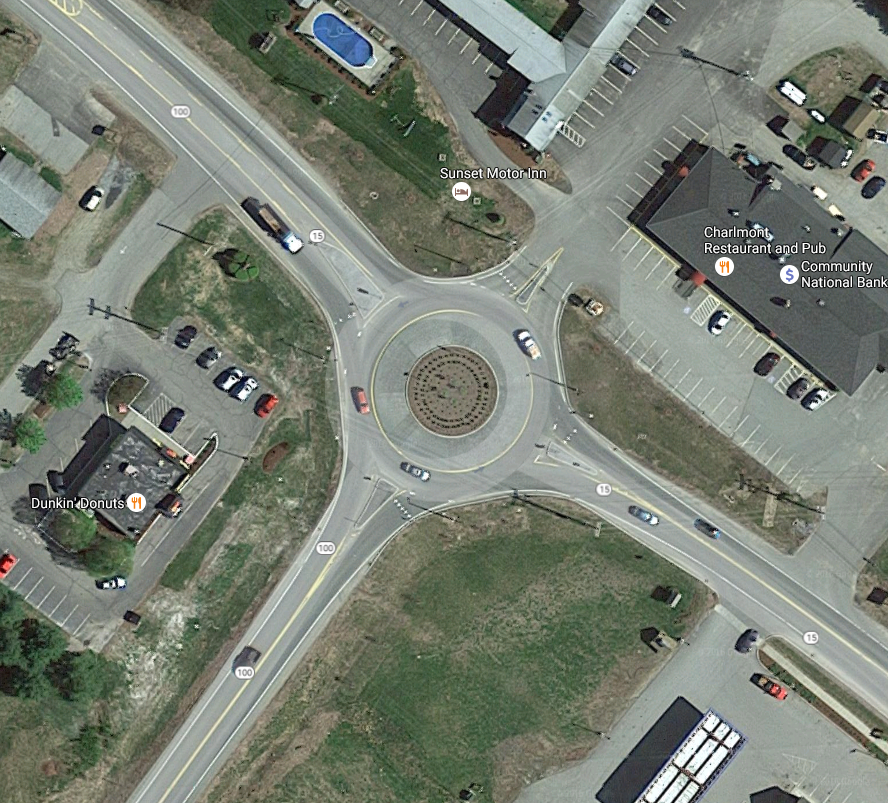 100
Sunset Motor Inn
15
Charlmont
Restaurant and Pub
Community
National Bank
15
Dunkin' Donuts
100
15
100